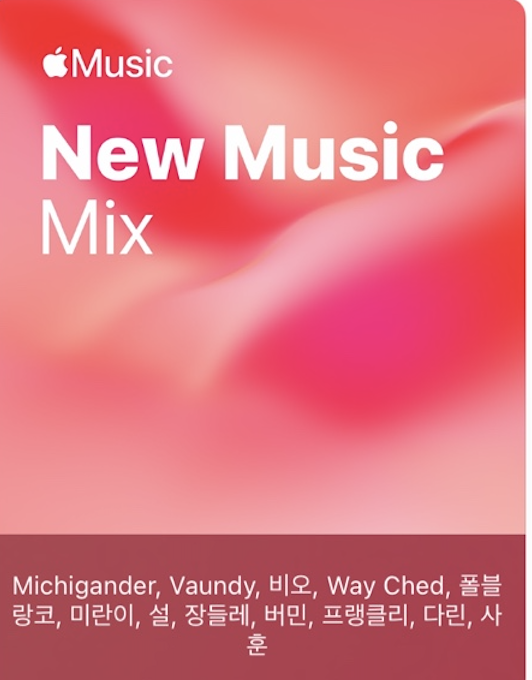 Music
New Music
Mix
Michigander, Vaundy, 비오, Way Ched, 폴블
랑코, 미란이, 설, 장들레, 버민, 프랭클리, 다린, 사
훈